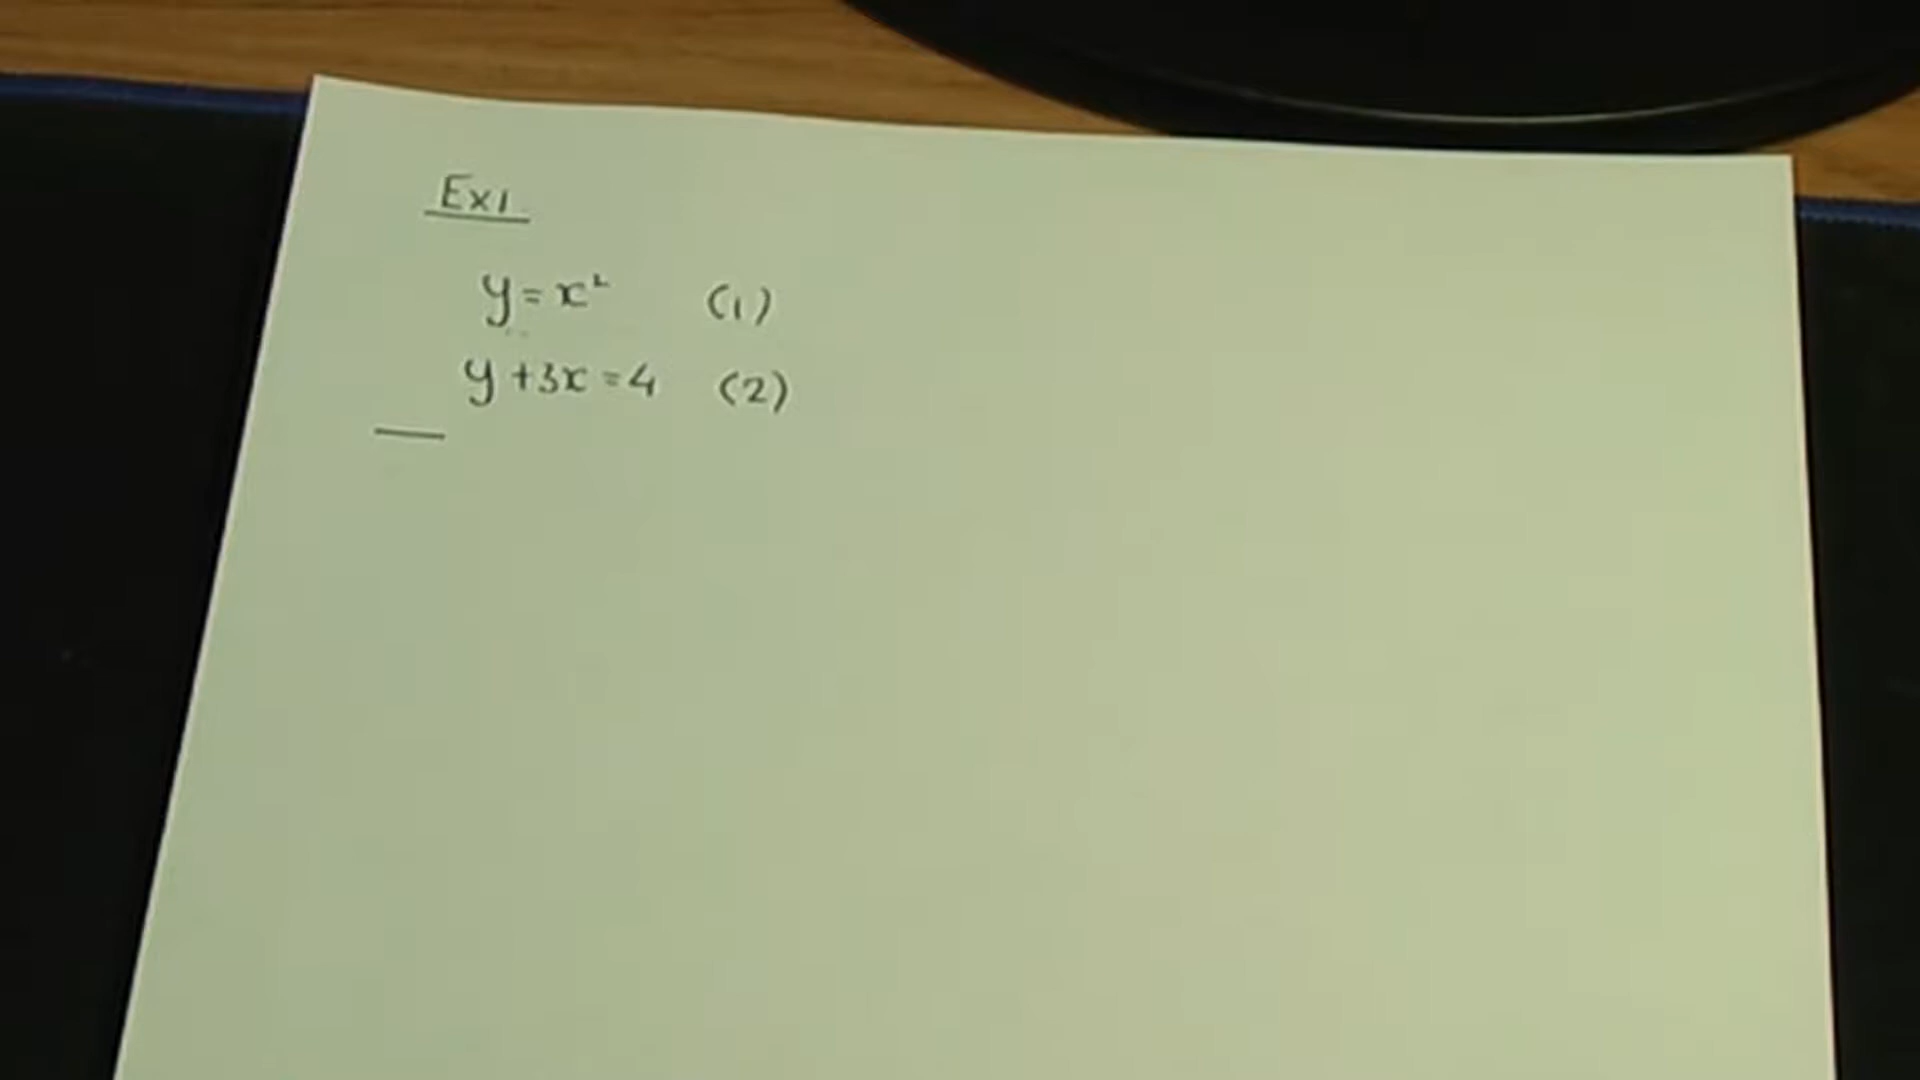 Ex1
y = x² (1)
y + 3x = 4 (2)